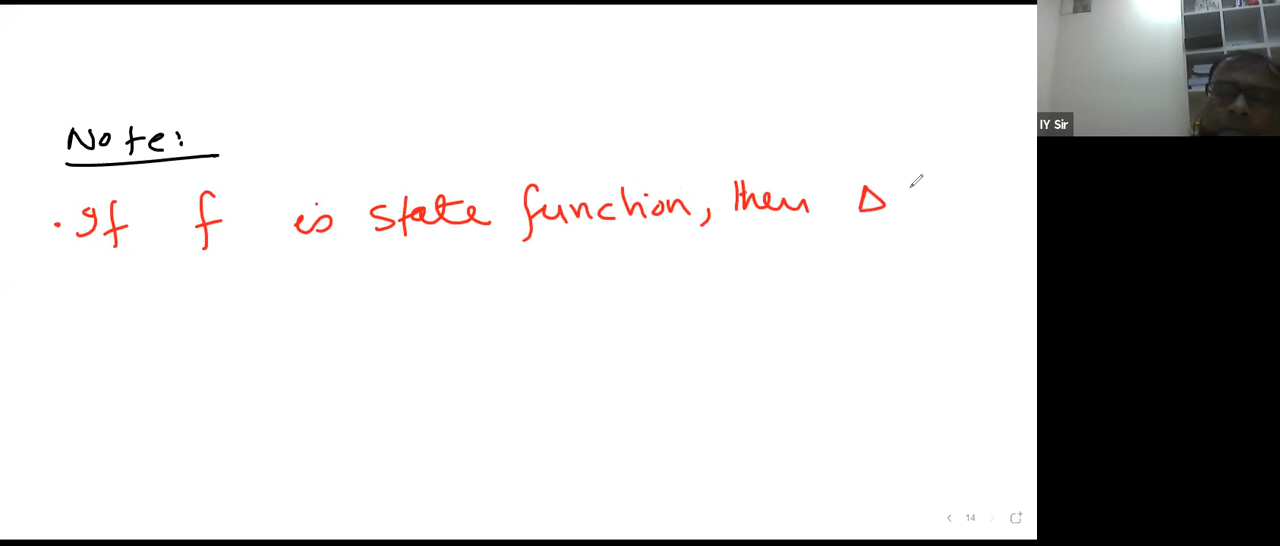 Note:
. If f is state function, then Δ
IY Sir
14